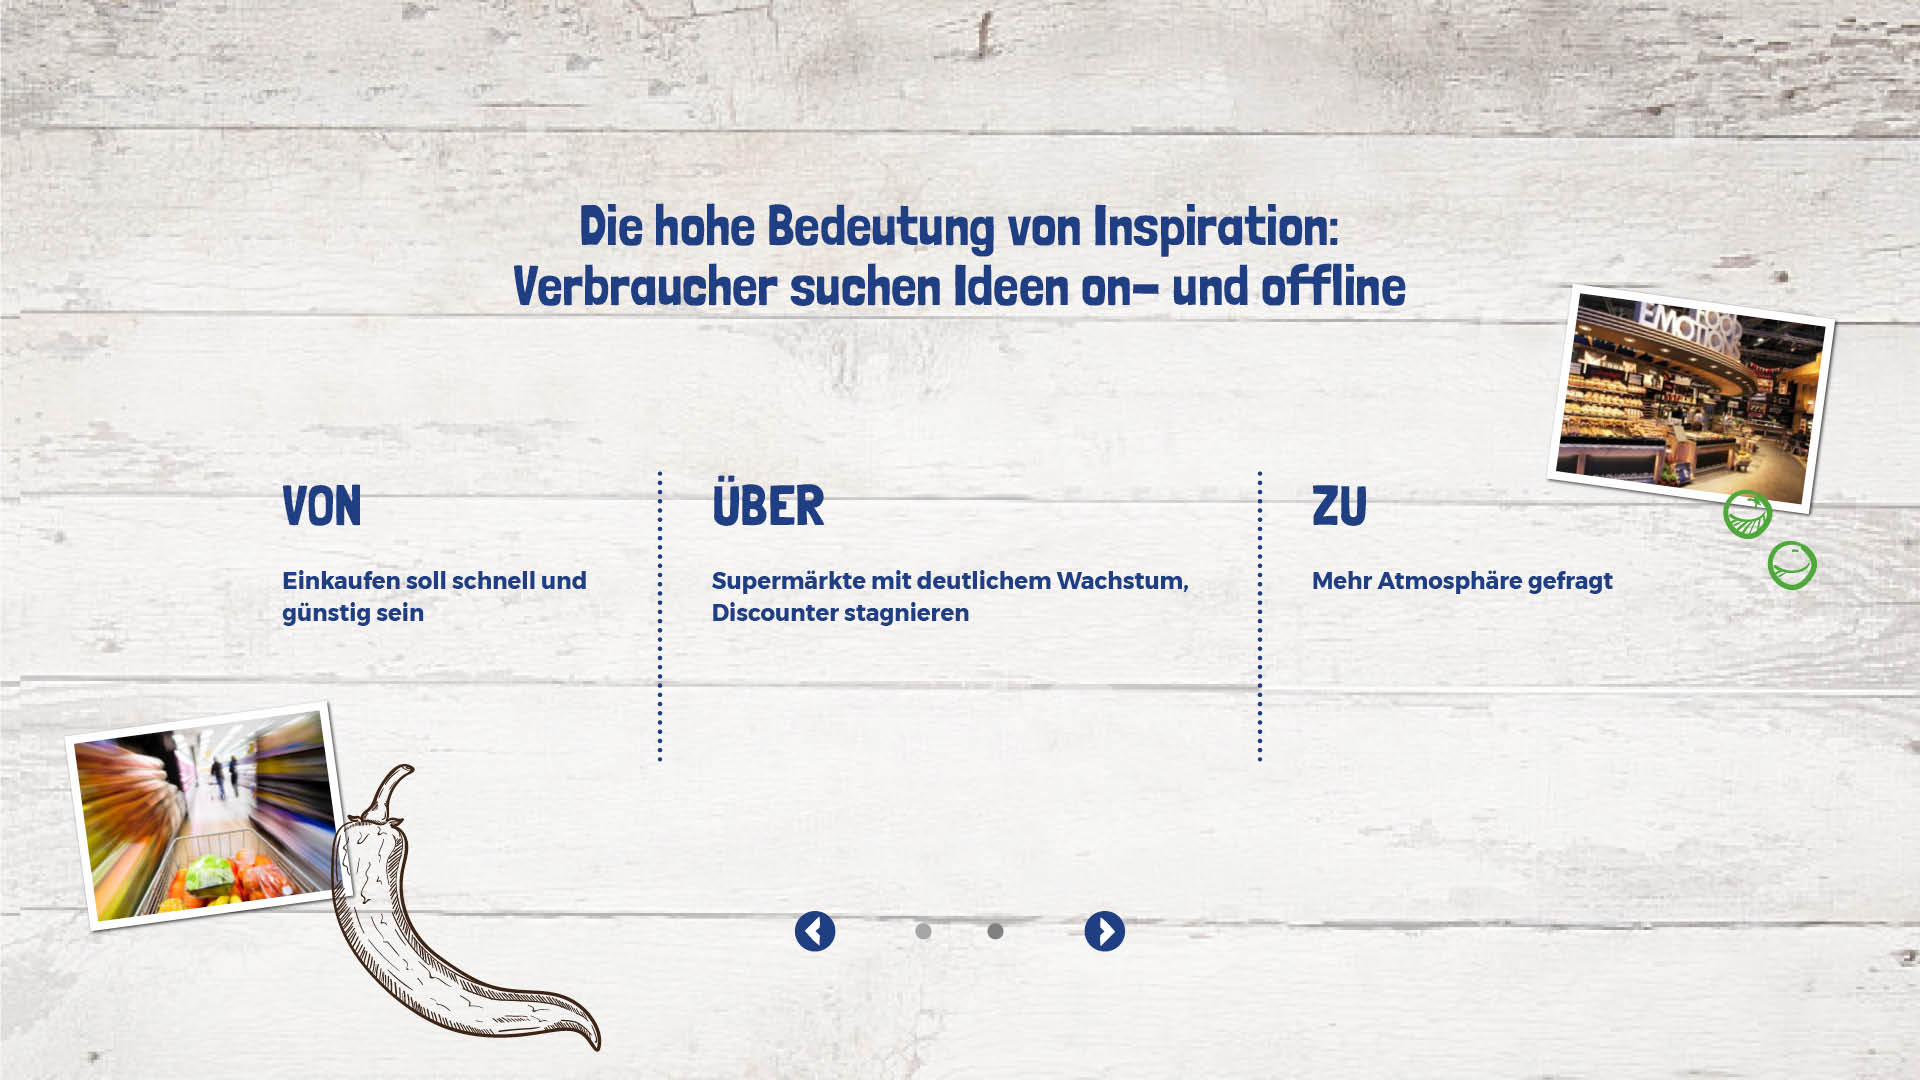 Die hohe Bedeutung von Inspiration:
Verbraucher suchen Ideen on- und offline
FOOD
EMOTIONS
VON
Einkaufen soll schnell und
günstig sein
ÜBER
Supermärkte mit deutlichem Wachstum,
Discounter stagnieren
ZU
Mehr Atmosphäre gefragt